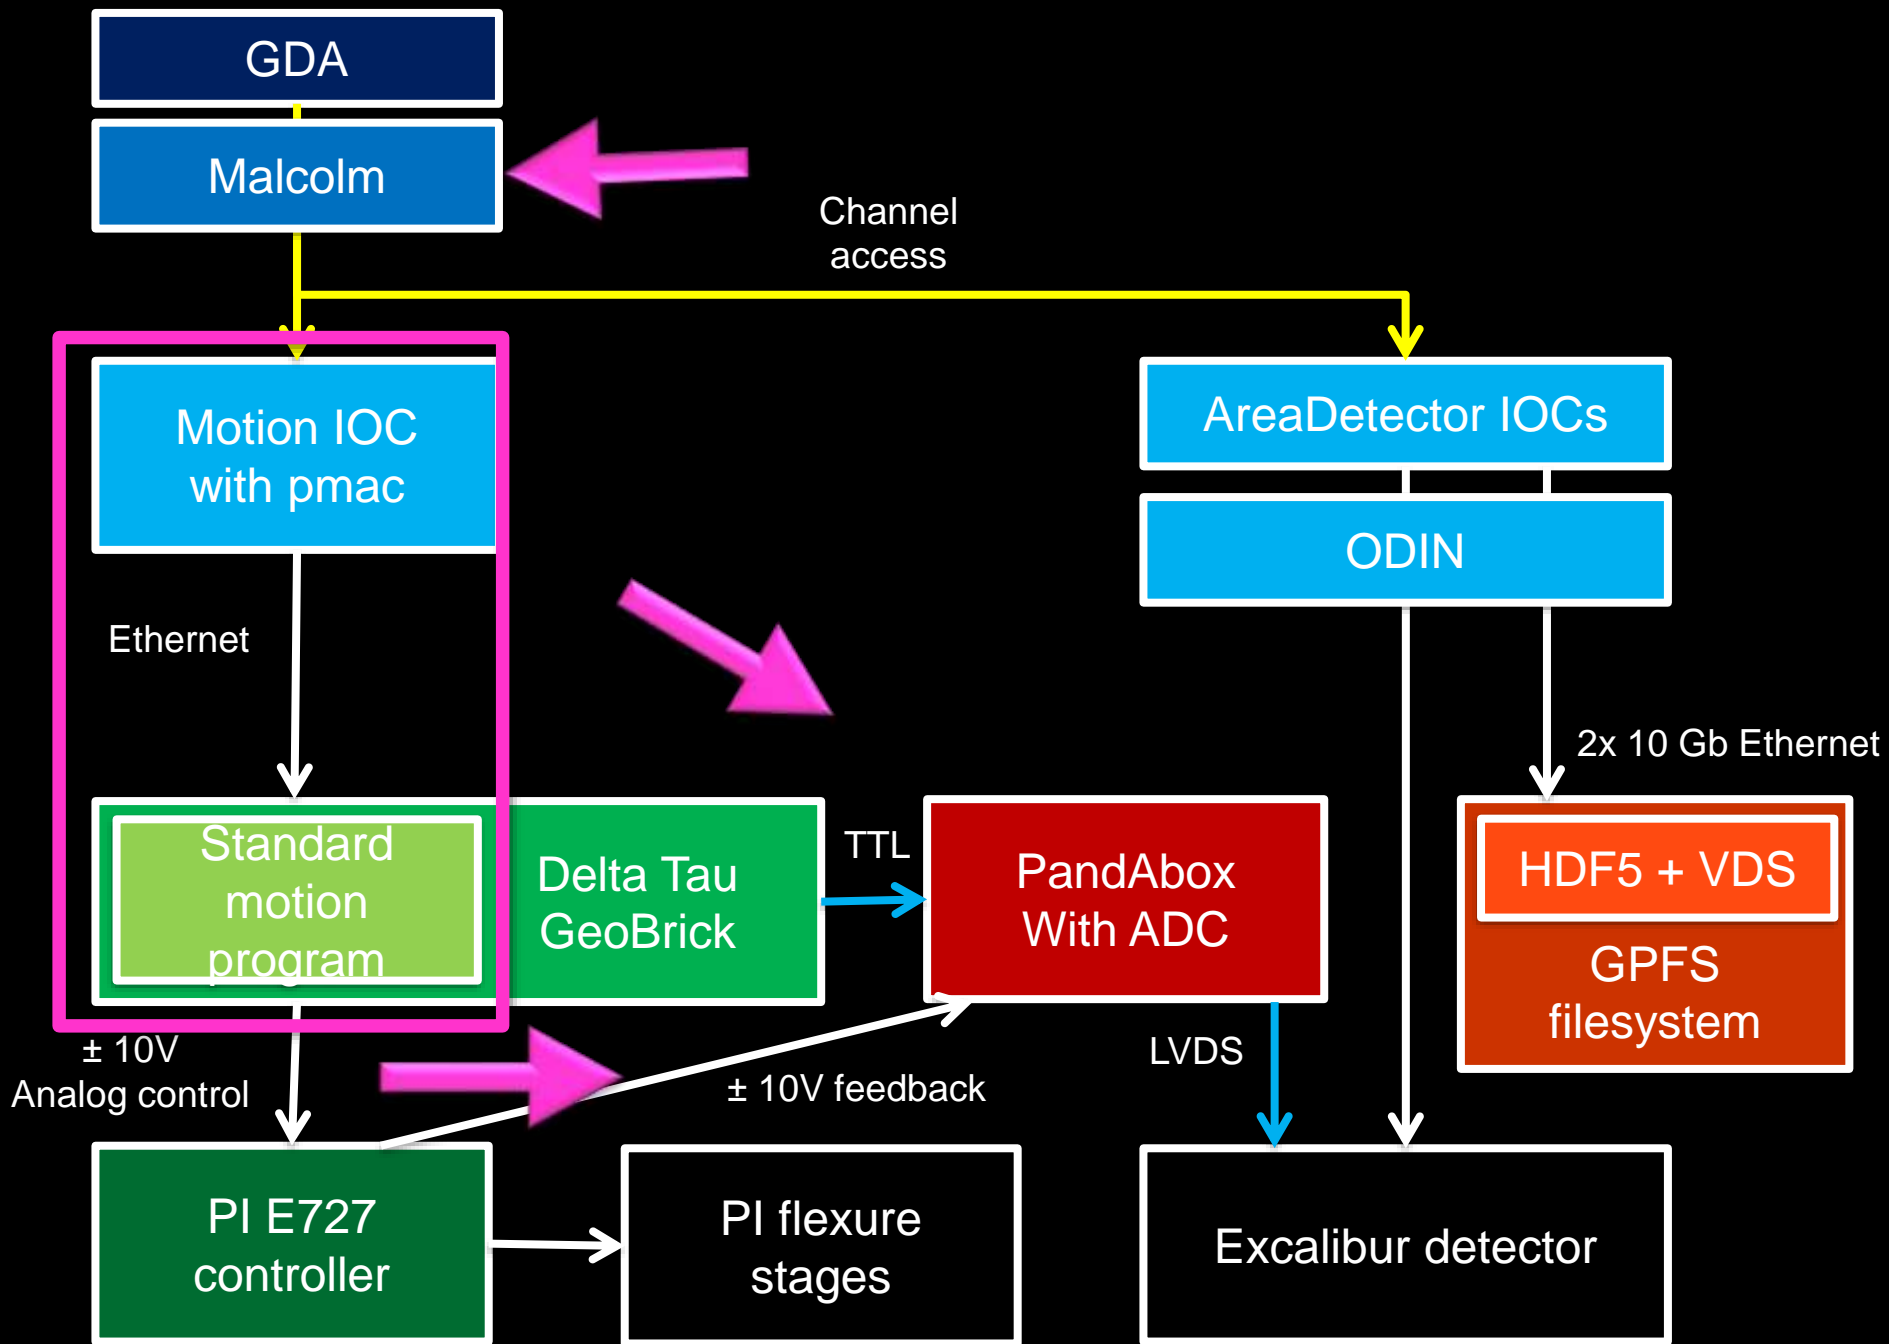 GDA
Malcolm
Channel
access
Motion IOC
with pmac
AreaDetector IOCs
ODIN
Ethernet
2x 10 Gb Ethernet
Standard
motion
program
Delta Tau
GeoBrick
TTL
PandAbox
With ADC
HDF5 + VDS
GPFS
filesystem
± 10V
Analog control
± 10V feedback
LVDS
PI E727
controller
PI flexure
stages
Excalibur detector